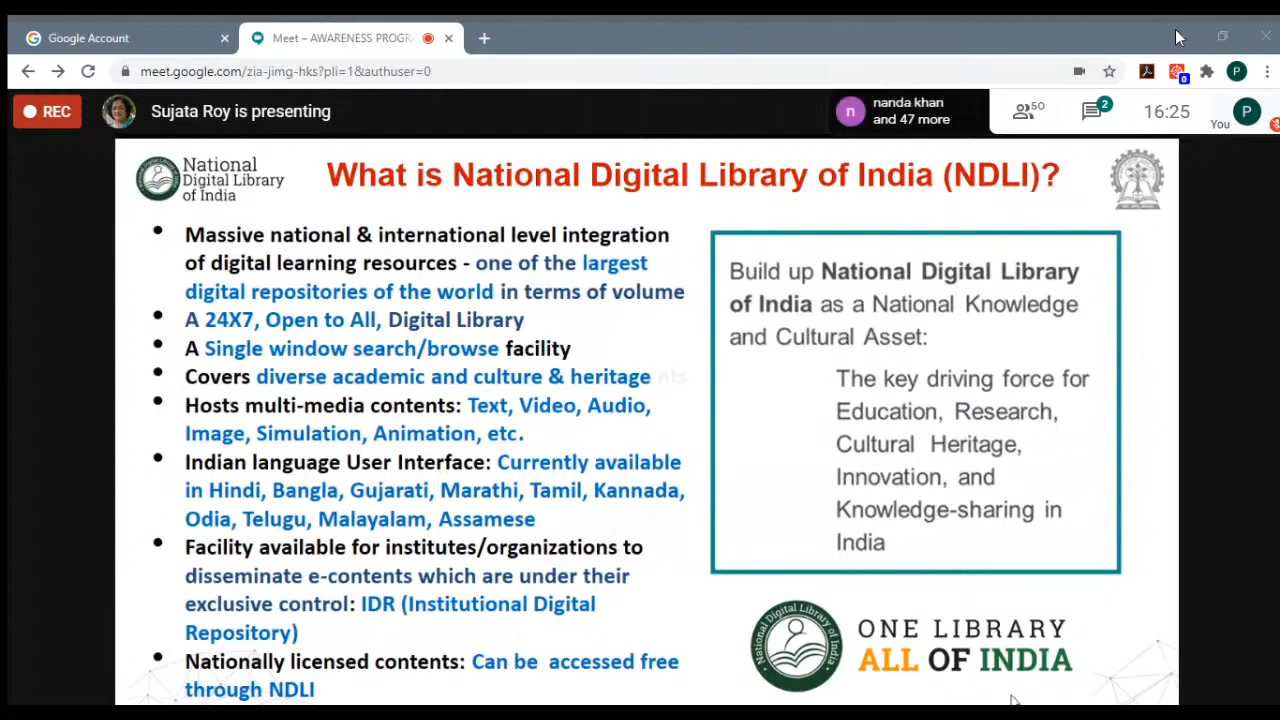 Google Account
Meet – AWARENESS PROGR
meet.google.com/zia-jimg-hks?pli=1&authuser=0
0
P
REC
Sujata Roy is presenting
n
nanda khan
and 47 more
50
2
16:25
You
P
National
Digital Library
of India
What is National Digital Library of India (NDLI)?
• Massive national & international level integration
of digital learning resources - one of the largest
digital repositories of the world in terms of volume
• A 24X7, Open to All, Digital Library
• A Single window search/browse facility
• Covers diverse academic and culture & heritage
• Hosts multi-media contents: Text, Video, Audio,
Image, Simulation, Animation, etc.
• Indian language User Interface: Currently available
in Hindi, Bangla, Gujarati, Marathi, Tamil, Kannada,
Odia, Telugu, Malayalam, Assamese
• Facility available for institutes/organizations to
disseminate e-contents which are under their
exclusive control: IDR (Institutional Digital
Repository)
• Nationally licensed contents: Can be accessed free
through NDLI
Build up National Digital Library
of India as a National Knowledge
and Cultural Asset:
The key driving force for
Education, Research,
Cultural Heritage,
Innovation, and
Knowledge-sharing in
India
National Digital Library of India
ONE LIBRARY
ALL OF INDIA